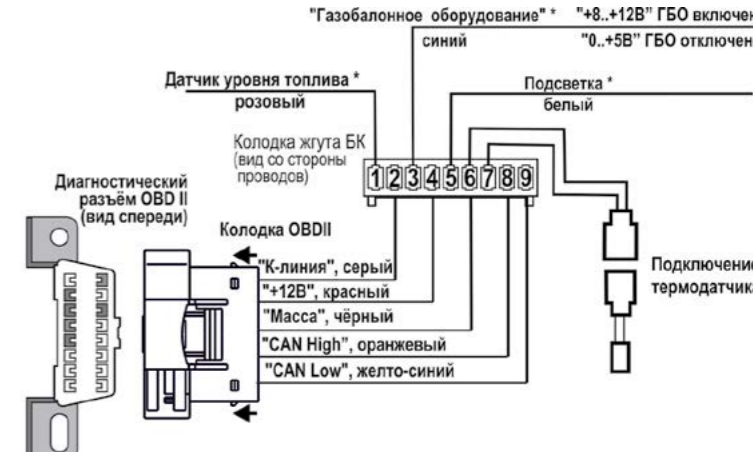 "Газобалонное оборудование" * "+8..+12В" ГБО включен
синий "0..+5В" ГБО отключен
Датчик уровня топлива *
розовый
Подсветка *
белый
Колодка жгута БК
(вид со стороны
проводов)
1 2 3 4 5 6 7 8 9
Диагностический
разъём OBD II
(вид спереди)
Колодка OBDII
"К-линия", серый
"+12В", красный
"Масса", чёрный
"CAN High", оранжевый
"CAN Low", желто-синий
Подключение
термодатчика